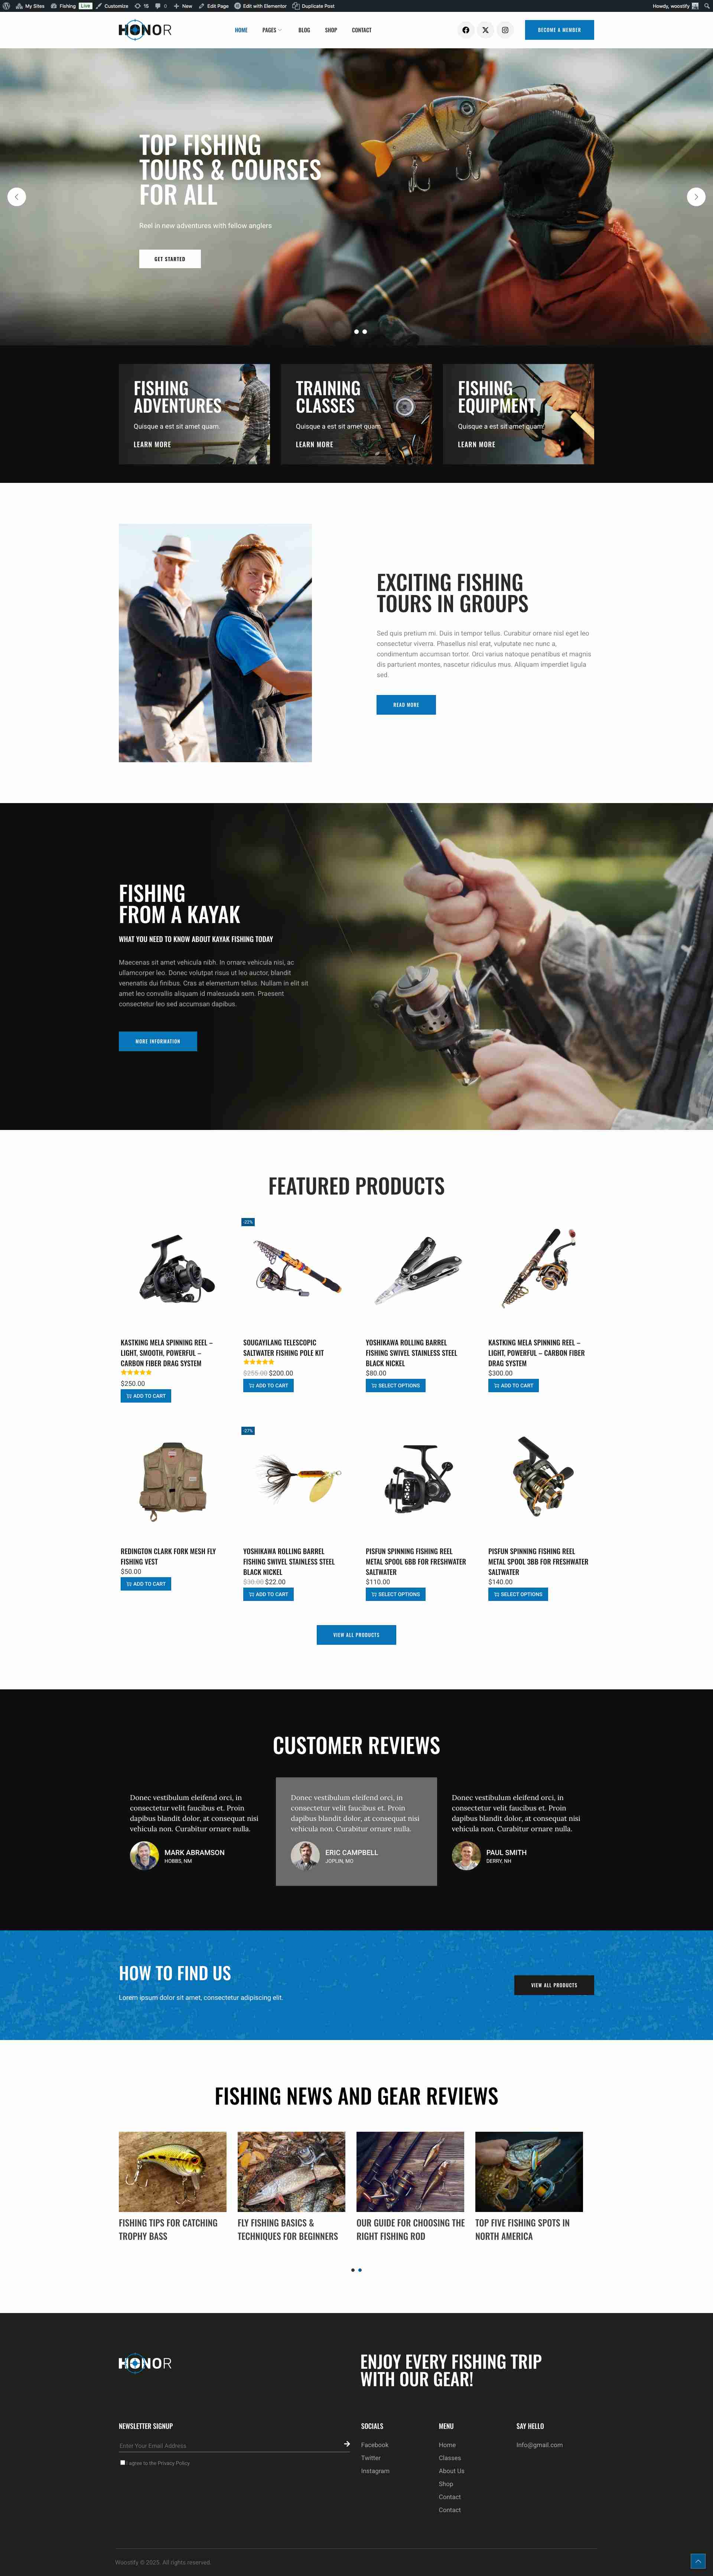 My Sites Fishing Live Customize 15 0 New Edit Page Edit with Elementor Duplicate Post Howdy, woostify
HONOR HOME PAGES BLOG SHOP CONTACT BECOME A MEMBER
TOP FISHING
TOURS & COURSES
FOR ALL
Reel in new adventures with fellow anglers
GET STARTED
FISHING
ADVENTURES
Quisque a est sit amet quam.
LEARN MORE
TRAINING
CLASSES
Quisque a est sit amet quam.
LEARN MORE
FISHING
EQUIPMENT
Quisque a est sit amet quam.
LEARN MORE
EXCITING FISHING
TOURS IN GROUPS
Sed quis pretium mi. Duis in tempor tellus. Curabitur ornare nisl eget leo
consectetur viverra. Phasellus nisl erat, vulputate nec nunc a,
condimentum accumsan tortor. Orci varius natoque penatibus et magnis
dis parturient montes, nascetur ridiculus mus. Aliquam imperdiet ligula
sed.
READ MORE
FISHING
FROM A KAYAK
WHAT YOU NEED TO KNOW ABOUT KAYAK FISHING TODAY
Maecenas sit amet vehicula nibh. In ornare vehicula nisi, ac
ullamcorper leo. Donec volutpat risus ut leo auctor, blandit
venenatis dui finibus. Cras at elementum tellus. Nullam in elit sit
amet leo convallis aliquam id malesuada sem. Praesent
consectetur leo sed accumsan dapibus.
MORE INFORMATION
FEATURED PRODUCTS
KASTKING MELA SPINNING REEL –
LIGHT, SMOOTH, POWERFUL –
CARBON FIBER DRAG SYSTEM
$250.00
ADD TO CART
-22%
SOUGAYILANG TELESCOPIC
SALTWATER FISHING POLE KIT
$255.00 $200.00
ADD TO CART
YOSHIKAWA ROLLING BARREL
FISHING SWIVEL STAINLESS STEEL
BLACK NICKEL
$80.00
SELECT OPTIONS
KASTKING MELA SPINNING REEL –
LIGHT, POWERFUL – CARBON FIBER
DRAG SYSTEM
$300.00
ADD TO CART
REDINGTON CLARK FORK MESH FLY
FISHING VEST
$50.00
ADD TO CART
-27%
YOSHIKAWA ROLLING BARREL
FISHING SWIVEL STAINLESS STEEL
BLACK NICKEL
$30.00 $22.00
ADD TO CART
PISFUN SPINNING FISHING REEL
METAL SPOOL 6BB FOR FRESHWATER
SALTWATER
$110.00
SELECT OPTIONS
PISFUN SPINNING FISHING REEL
METAL SPOOL 3BB FOR FRESHWATER
SALTWATER
$140.00
SELECT OPTIONS
VIEW ALL PRODUCTS
CUSTOMER REVIEWS
Donec vestibulum eleifend orci, in
consectetur velit faucibus et. Proin
dapibus blandit dolor, at consequat nisi
vehicula non. Curabitur ornare nulla.
MARK ABRAMSON
HOBBS, NM
Donec vestibulum eleifend orci, in
consectetur velit faucibus et. Proin
dapibus blandit dolor, at consequat nisi
vehicula non. Curabitur ornare nulla.
ERIC CAMPBELL
JOPLIN, MO
Donec vestibulum eleifend orci, in
consectetur velit faucibus et. Proin
dapibus blandit dolor, at consequat nisi
vehicula non. Curabitur ornare nulla.
PAUL SMITH
DERRY, NH
HOW TO FIND US
Lorem ipsum dolor sit amet, consectetur adipiscing elit.
VIEW ALL PRODUCTS
FISHING NEWS AND GEAR REVIEWS
FISHING TIPS FOR CATCHING
TROPHY BASS
FLY FISHING BASICS &
TECHNIQUES FOR BEGINNERS
OUR GUIDE FOR CHOOSING THE
RIGHT FISHING ROD
TOP FIVE FISHING SPOTS IN
NORTH AMERICA
HONOR
ENJOY EVERY FISHING TRIP
WITH OUR GEAR!
NEWSLETTER SIGNUP
Enter Your Email Address
I agree to the Privacy Policy
SOCIALS
Facebook
Twitter
Instagram
MENU
Home
Classes
About Us
Shop
Contact
Contact
SAY HELLO
Info@gmail.com
Woostify © 2025. All rights reserved.